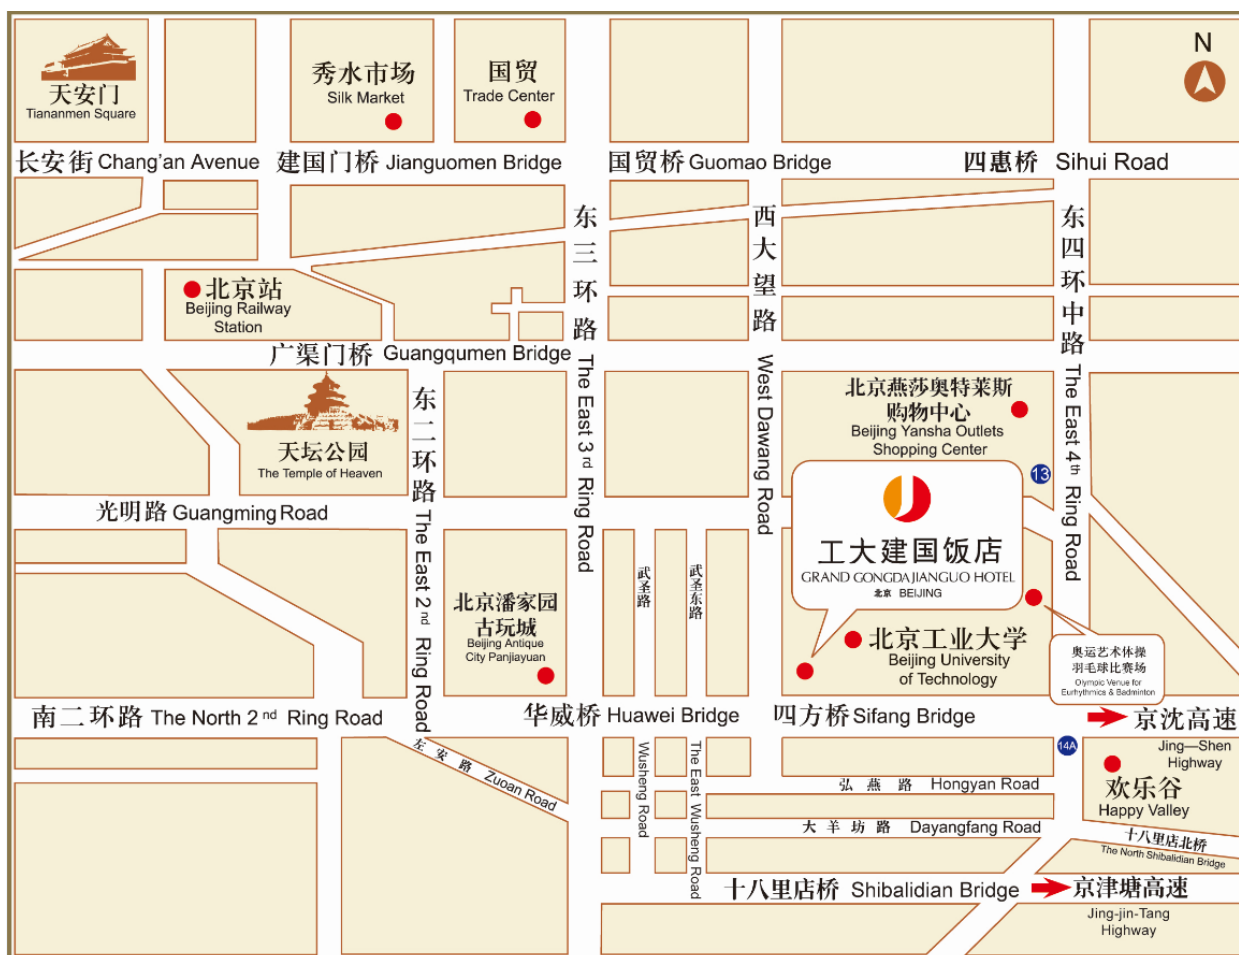 N
天安门
Tiananmen Square
秀水市场
Silk Market
国贸
Trade Center
长安街 Chang'an Avenue
建国门桥 Jianguomen Bridge
国贸桥 Guomao Bridge
四惠桥 Sihui Road
东三环路 The East 3rd Ring Road
西大望路 West Dawang Road
东四环中路 The East 4th Ring Road
北京站
Beijing Railway
Station
广渠门桥 Guangqumen Bridge
天坛公园
The Temple of Heaven
东二环路 The East 2nd Ring Road
北京燕莎奥特莱斯
购物中心
Beijing Yansha Outlets
Shopping Center
13
光明路 Guangming Road
工大建国饭店
GRAND GONGDA JIANGUO HOTEL
北京 BEIJING
武圣路
武圣东路
北京潘家园
古玩城
Beijing Antique
City Panjiayuan
北京工业大学
Beijing University
of Technology
奥运艺术体操
羽毛球比赛场
Olympic Venue for
Eurhythmics & Badminton
南二环路 The North 2nd Ring Road
华威桥 Huawei Bridge
四方桥 Sifang Bridge
京沈高速
Jing—Shen
Highway
14A
左安路 Zuoan Road
Wusheng Road
The East Wusheng Road
弘燕路 Hongyan Road
欢乐谷
Happy Valley
大羊坊路 Dayangfang Road
十八里店北桥
The North Shibalidian Bridge
十八里店桥 Shibalidian Bridge
京津塘高速
Jing-jin-Tang
Highway